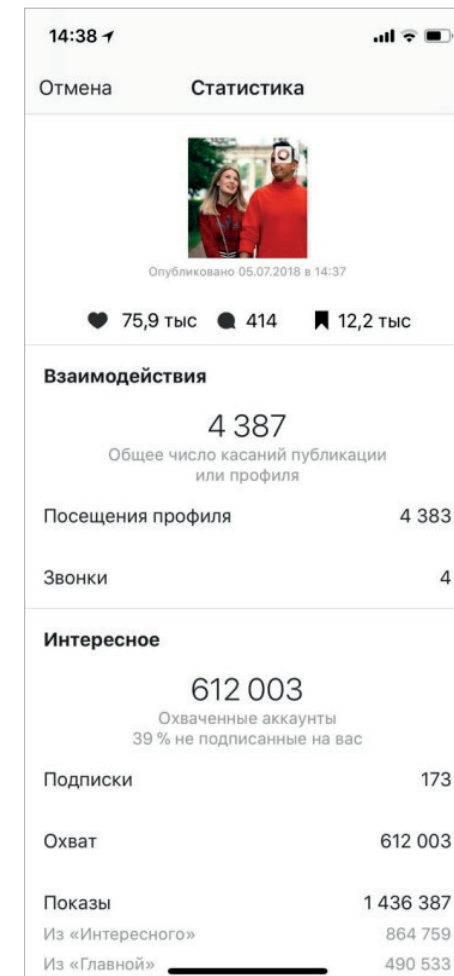 14:38
Отмена Статистика
Опубликовано 05.07.2018 в 14:37
75,9 тыс 414 12,2 тыс
Взаимодействия
4 387
Общее число касаний публикации
или профиля
Посещения профиля 4 383
Звонки 4
Интересное
612 003
Охваченные аккаунты
39 % не подписанные на вас
Подписки 173
Охват 612 003
Показы 1 436 387
Из «Интересного» 864 759
Из «Главной» 490 533